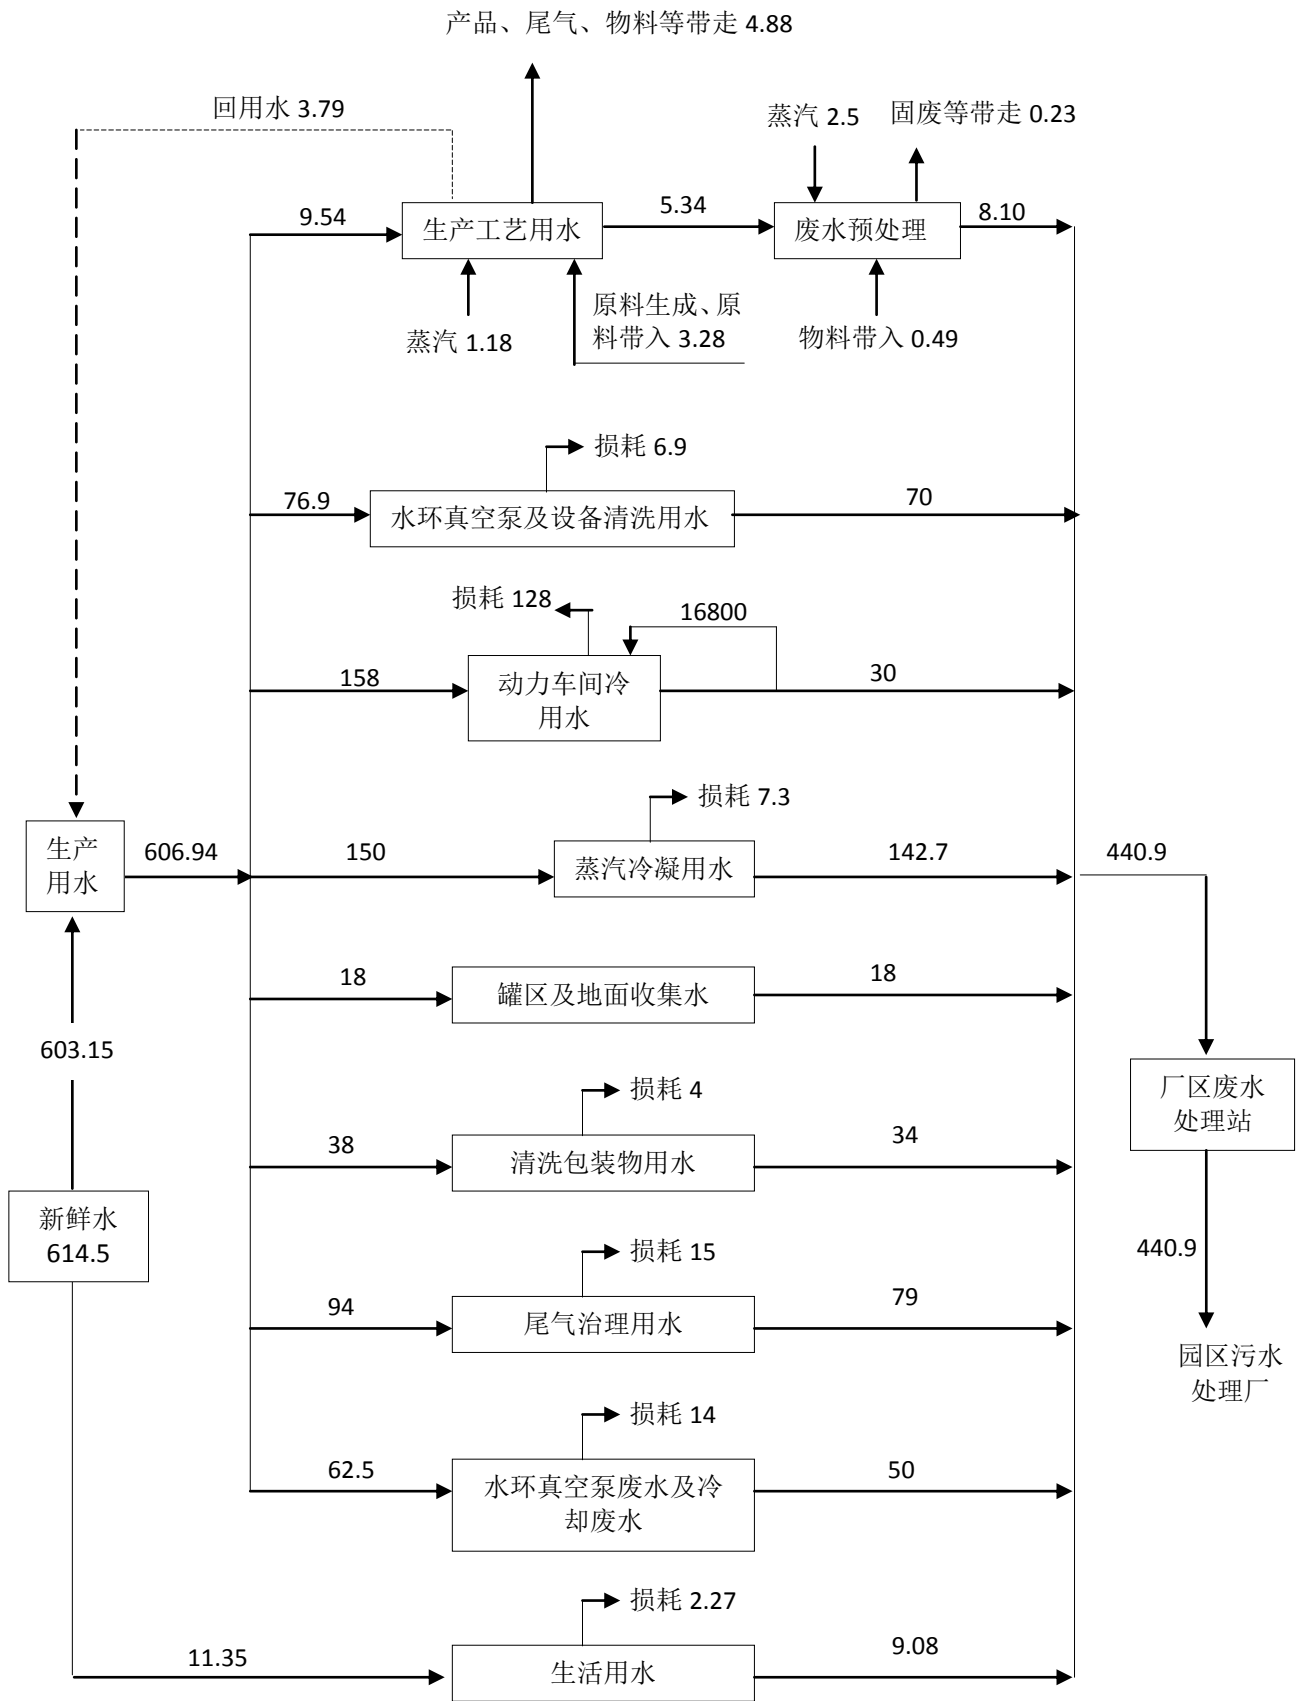 产品、尾气、物料等带走 4.88
回用水 3.79
蒸汽 2.5
固废等带走 0.23
9.54
生产工艺用水
5.34
废水预处理
8.10
蒸汽 1.18
原料生成、原
料带入 3.28
物料带入 0.49
损耗 6.9
76.9
水环真空泵及设备清洗用水
70
损耗 128
16800
158
动力车间冷
用水
30
损耗 7.3
生产
用水
606.94
150
蒸汽冷凝用水
142.7
440.9
18
罐区及地面收集水
18
603.15
损耗 4
38
清洗包装物用水
34
厂区废水
处理站
新鲜水
614.5
损耗 15
94
尾气治理用水
79
440.9
园区污水
处理厂
损耗 14
62.5
水环真空泵废水及冷
却废水
50
损耗 2.27
11.35
生活用水
9.08